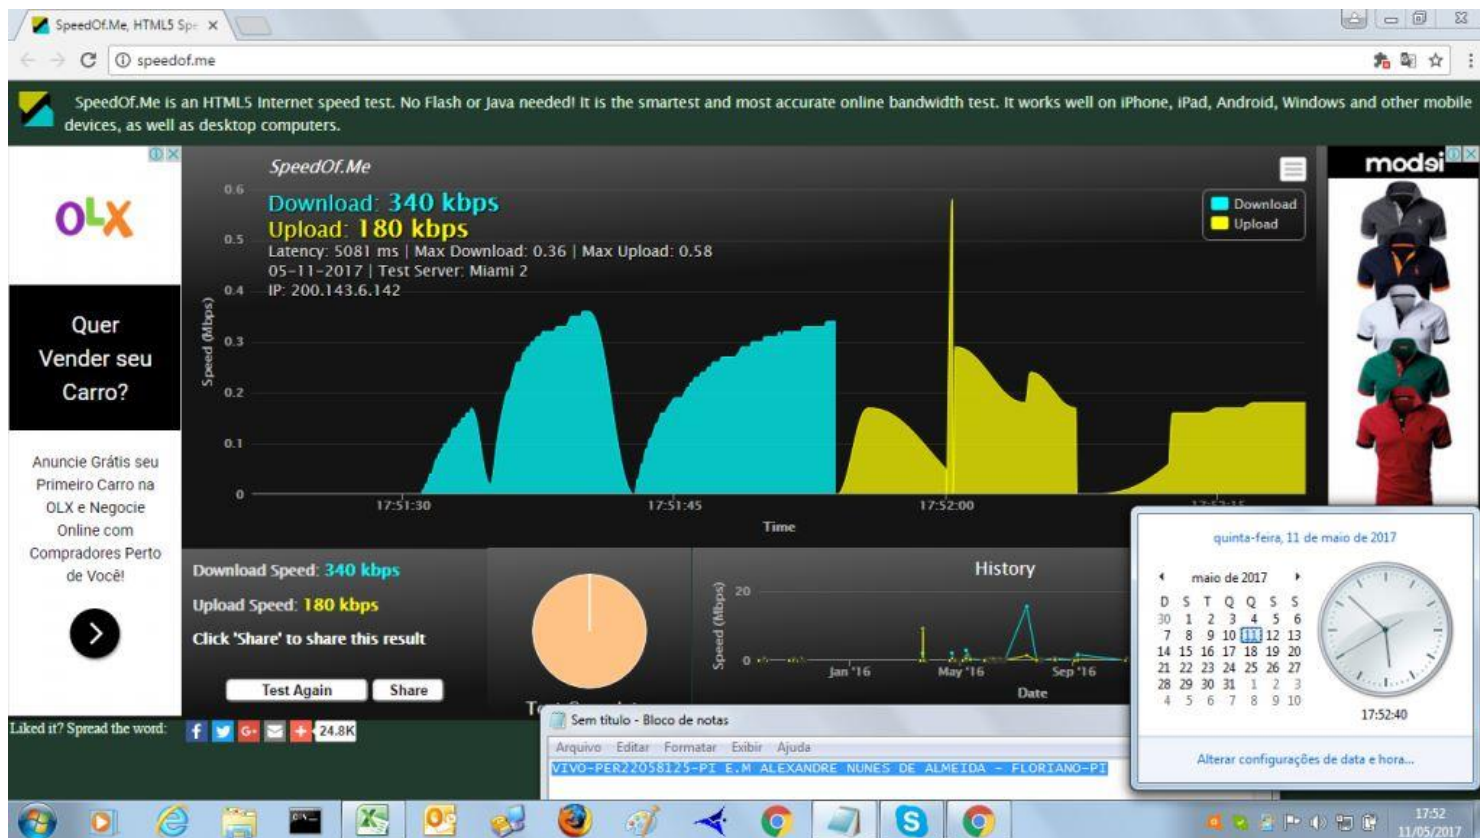 SpeedOf.Me, HTML5 Spe
speedof.me
SpeedOf.Me is an HTML5 Internet speed test. No Flash or Java needed! It is the smartest and most accurate online bandwidth test. It works well on iPhone, iPad, Android, Windows and other mobile
devices, as well as desktop computers.
OLX
Quer
Vender seu
Carro?
Anuncie Grátis seu
Primeiro Carro na
OLX e Negocie
Online com
Compradores Perto
de Você!
SpeedOf.Me
Download: 340 kbps
Upload: 180 kbps
Latency: 5081 ms | Max Download: 0.36 | Max Upload: 0.58
05-11-2017 | Test Server: Miami 2
IP: 200.143.6.142
Download
Upload
Speed (Mbps)
0.6
0.5
0.4
0.3
0.2
0.1
0
17:51:30 17:51:45 17:52:00 17:52:15
Time
Download Speed: 340 kbps
Upload Speed: 180 kbps
Click 'Share' to share this result
Test Again Share
History
Speed (Mbps)
20
0
Jan '16 May '16 Sep '16
Date
Liked it? Spread the word:
24.8K
Sem título - Bloco de notas
Arquivo Editar Formatar Exibir Ajuda
VIVO-PER22058125-PI E.M ALEXANDRE NUNES DE ALMEIDA - FLORIANO-PI
quinta-feira, 11 de maio de 2017
maio de 2017
D S T Q Q S S
30 1 2 3 4 5 6
7 8 9 10 11 12 13
14 15 16 17 18 19 20
21 22 23 24 25 26 27
28 29 30 31 1 2 3
4 5 6 7 8 9 10
17:52:40
Alterar configurações de data e hora...
17:52
11/05/2017